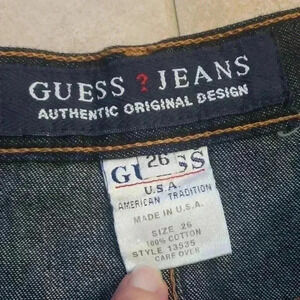 GUESS ? JEANS
AUTHENTIC ORIGINAL DESIGN
26
GUESS
U.S.A.
AMERICAN TRADITION
MADE IN U.S.A.
SIZE 26
100% COTTON
STYLE 13535
CARE OVER